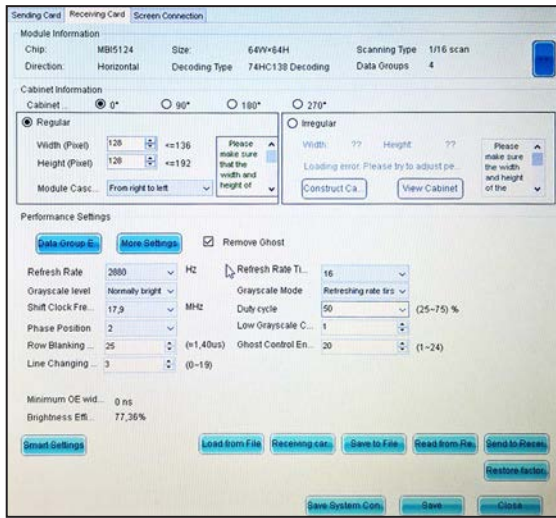 Sending Card Receiving Card Screen Connection
Module Information
Chip: MBI5124 Size: 64W×64H Scanning Type 1/16 scan
Direction: Horizontal Decoding Type 74HC138 Decoding Data Groups 4
Cabinet Information
Cabinet ... 0° 90° 180° 270°
Regular Irregular
Width (Pixel) 128 <=136 Width ?? Height ??
Height (Pixel) 128 <=192 Loading error. Please try to adjust pe...
Please make sure that the width and height of
Please make sure the width and height of the
Module Casc... From right to left Construct Ca... View Cabinet
Performance Settings
Data Group E... More Settings Remove Ghost
Refresh Rate 2880 Hz Refresh Rate Ti... 16
Grayscale level Normally bright Grayscale Mode Refreshing rate firs
Shift Clock Fre... 17,9 MHz Duty cycle 50 (25~75) %
Phase Position 2 Low Grayscale C... 1
Row Blanking ... 25 (=1,40us) Ghost Control En... 20 (1~24)
Line Changing ... 3 (0~19)
Minimum OE wid... 0 ns
Brightness Effi... 77,36%
Smart Settings Load from File Receiving car... Save to File Read from Re... Send to Recei...
Restore factor...
Save System Con... Save Close